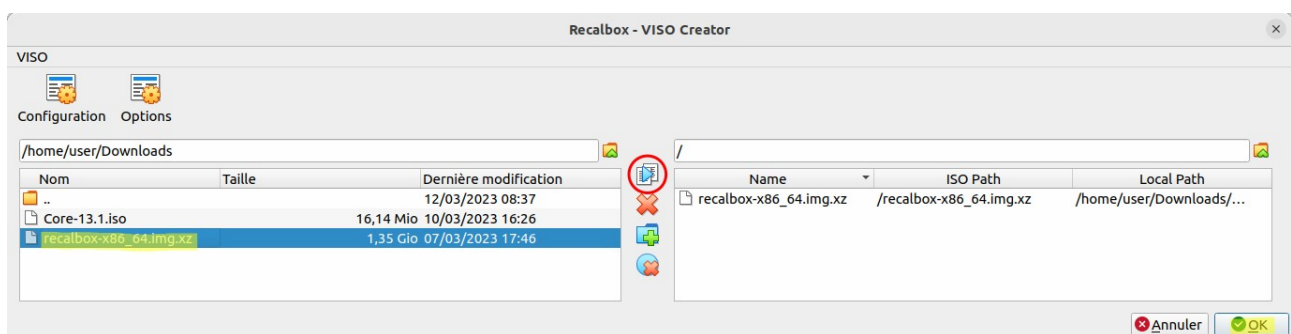 Recalbox - VISO Creator
VISO
Configuration Options
/home/user/Downloads
/
Nom Taille Dernière modification
Name ISO Path Local Path
.. 12/03/2023 08:37
recalbox-x86_64.img.xz /recalbox-x86_64.img.xz /home/user/Downloads/...
Core-13.1.iso 16,14 Mio 10/03/2023 16:26
recalbox-x86_64.img.xz 1,35 Gio 07/03/2023 17:46
Annuler OK